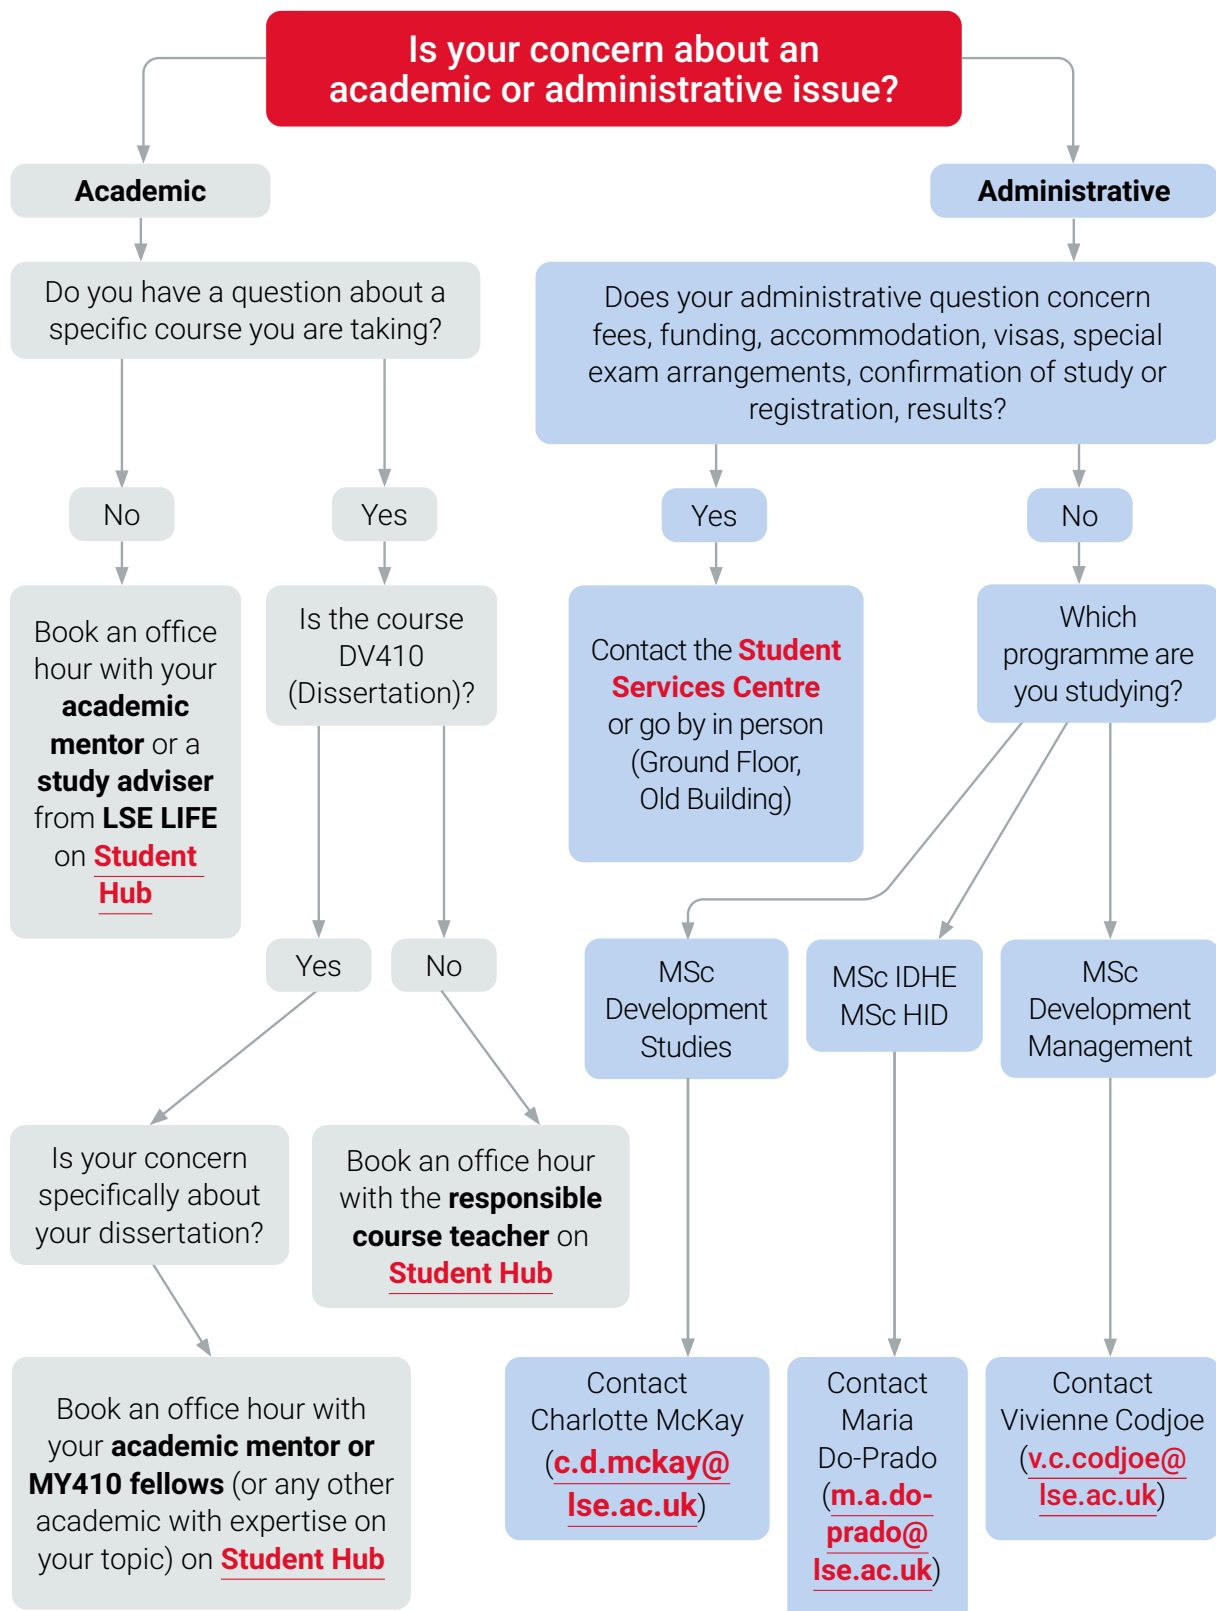 Is your concern about an
academic or administrative issue?
Academic
Administrative
Do you have a question about a
specific course you are taking?
Does your administrative question concern
fees, funding, accommodation, visas, special
exam arrangements, confirmation of study or
registration, results?
No
Yes
Yes
No
Book an office
hour with your
academic
mentor or a
study adviser
from LSE LIFE
on Student
Hub
Is the course
DV410
(Dissertation)?
Contact the Student
Services Centre
or go by in person
(Ground Floor,
Old Building)
Which
programme are
you studying?
Yes
No
MSc
Development
Studies
MSc IDHE
MSc HID
MSc
Development
Management
Is your concern
specifically about
your dissertation?
Book an office hour
with the responsible
course teacher on
Student Hub
Book an office hour with
your academic mentor or
MY410 fellows (or any other
academic with expertise on
your topic) on Student Hub
Contact
Charlotte McKay
(c.d.mckay@
lse.ac.uk)
Contact
Maria
Do-Prado
(m.a.do-
prado@
lse.ac.uk)
Contact
Vivienne Codjoe
(v.c.codjoe@
lse.ac.uk)